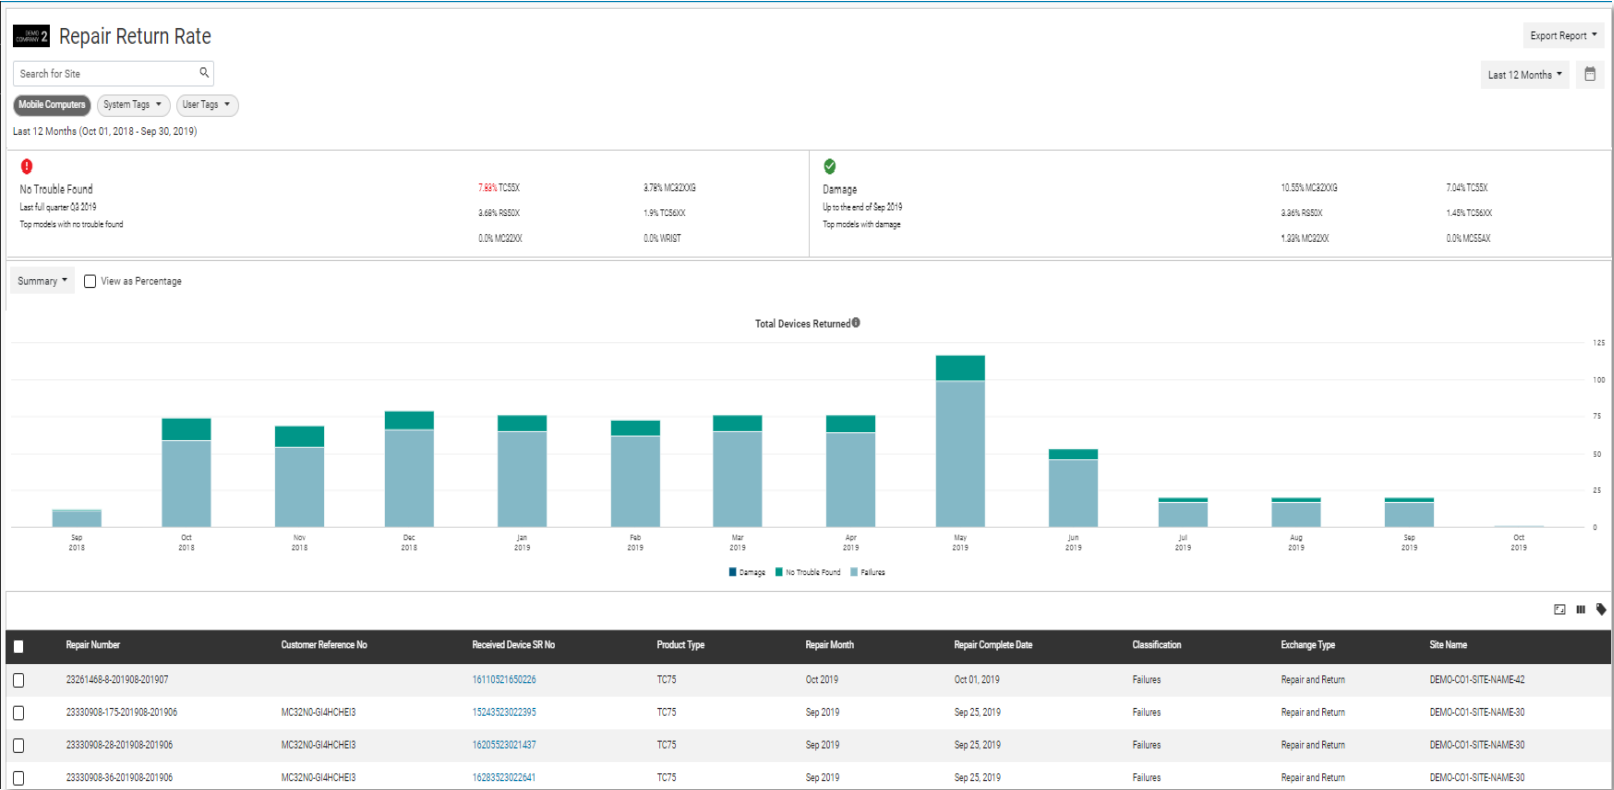 DEMO
COMPANY 2 Repair Return Rate
Export Report
Search for Site
Last 12 Months
Mobile Computers System Tags User Tags
Last 12 Months (Oct 01, 2018 - Sep 30, 2019)
No Trouble Found
Last full quarter Q3 2019
Top models with no trouble found
7.83% TC55X 3.78% MC32XXG
3.68% RS50X 1.9% TC56XX
0.0% MC32XX 0.0% WRIST
Damage
Up to the end of Sep 2019
Top models with damage
10.55% MC32XXG 7.04% TC55X
3.36% RS50X 1.45% TC56XX
1.33% MC32XX 0.0% MC55AX
Summary View as Percentage
Total Devices Returned
125
100
75
50
25
0
Sep 2018
Oct 2018
Nov 2018
Dec 2018
Jan 2019
Feb 2019
Mar 2019
Apr 2019
May 2019
Jun 2019
Jul 2019
Aug 2019
Sep 2019
Oct 2019
Damage No Trouble Found Failures
Repair Number Customer Reference No Received Device SR No Product Type Repair Month Repair Complete Date Classification Exchange Type Site Name
23261468-8-201908-201907 16110521650226 TC75 Oct 2019 Oct 01, 2019 Failures Repair and Return DEMO-CO1-SITE-NAME-42
23330908-175-201908-201906 MC32N0-GI4HCHEI3 15243523022395 TC75 Sep 2019 Sep 25, 2019 Failures Repair and Return DEMO-CO1-SITE-NAME-30
23330908-28-201908-201906 MC32N0-GI4HCHEI3 16205523021437 TC75 Sep 2019 Sep 25, 2019 Failures Repair and Return DEMO-CO1-SITE-NAME-30
23330908-36-201908-201906 MC32N0-GI4HCHEI3 16283523022641 TC75 Sep 2019 Sep 25, 2019 Failures Repair and Return DEMO-CO1-SITE-NAME-30